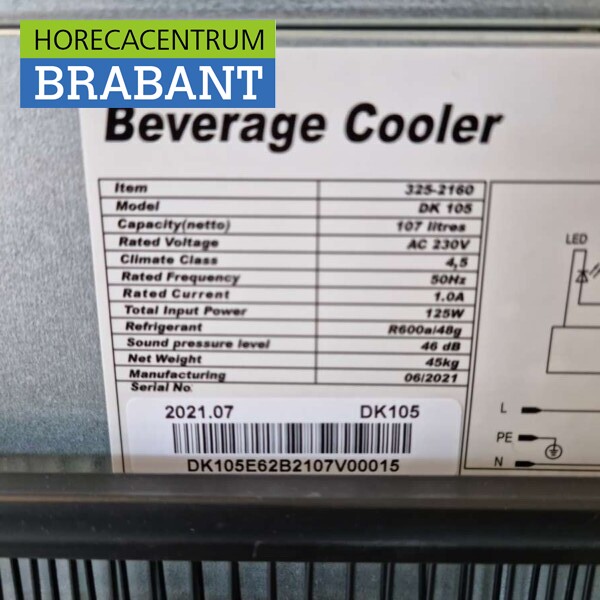 HORECACENTRUM
BRABANT
Beverage Cooler
Item 325-2160
Model DK 105
Capacity(netto) 107 litres
Rated Voltage AC 230V
Climate Class 4,5
Rated Frequency 50Hz
Rated Current 1.0A
Total Input Power 125W
Refrigerant R600a/48g
Sound pressure level 46 dB
Net Weight 45kg
Manufacturing 06/2021
Serial No:
2021.07 DK105
DK105E62B2107V00015
LED
L
PE
N